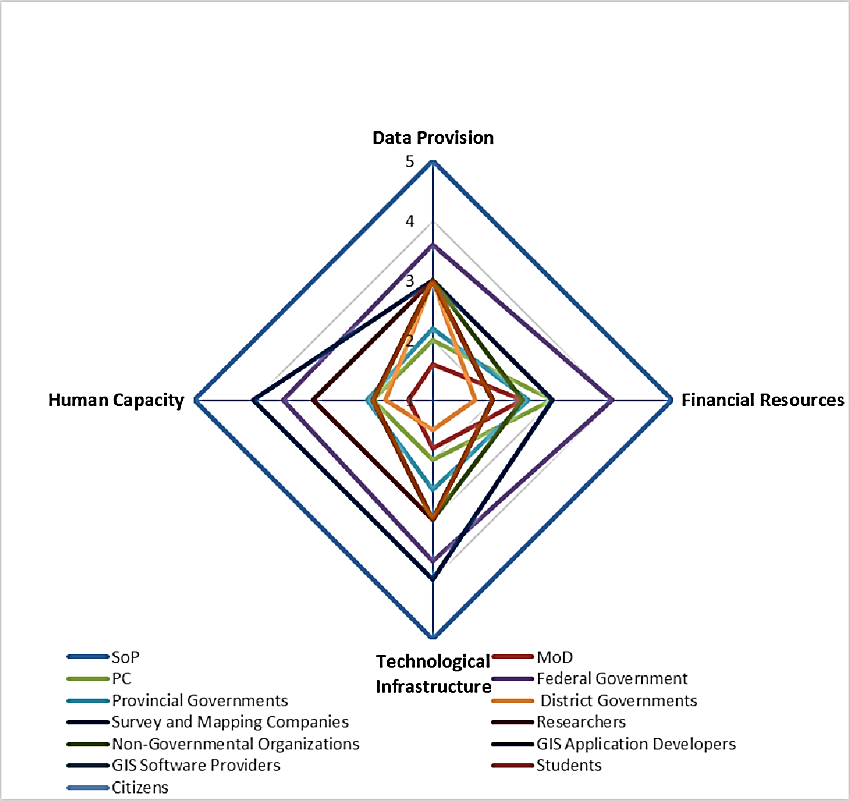 Data Provision
5
4
3
2
Human Capacity
Financial Resources
Technological
Infrastructure
SoP
MoD
PC
Federal Government
Provincial Governments
District Governments
Survey and Mapping Companies
Researchers
Non-Governmental Organizations
GIS Application Developers
GIS Software Providers
Students
Citizens